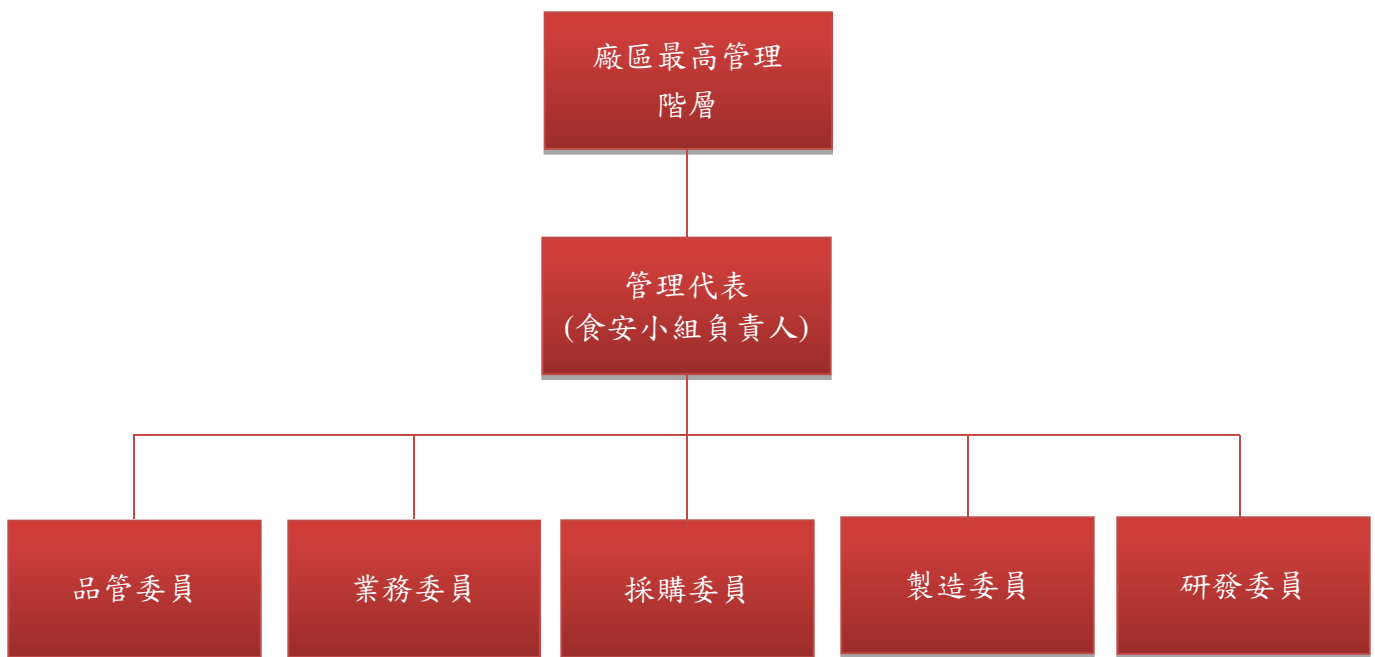 廠區最高管理
階層
管理代表
(食安小組負責人)
品管委員
業務委員
採購委員
製造委員
研發委員